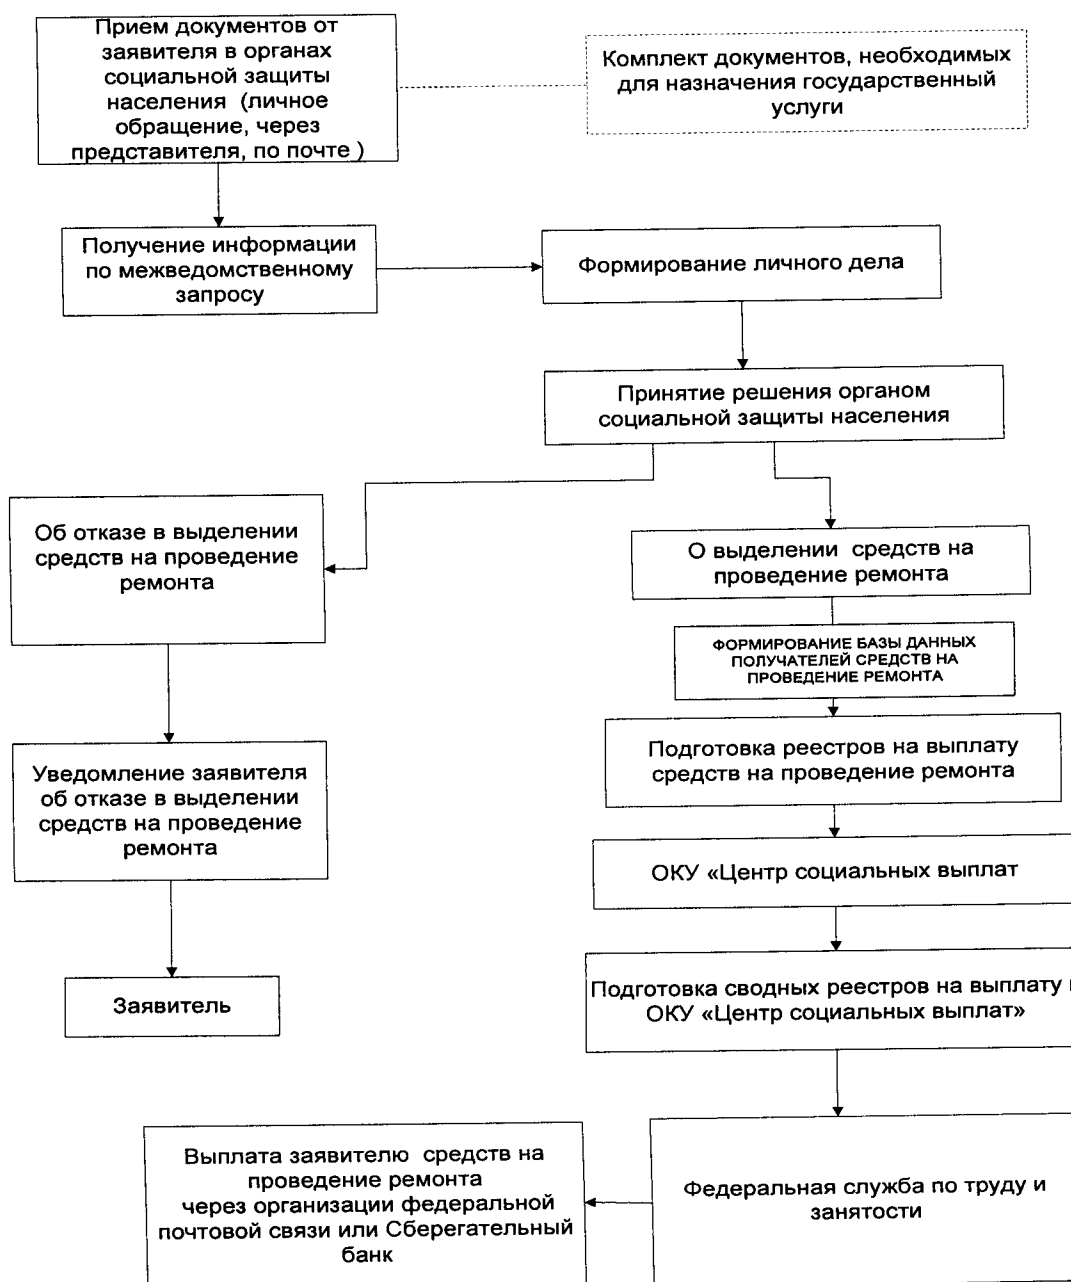 Прием документов от
заявителя в органах
социальной защиты
населения (личное
обращение, через
представителя, по почте )
Комплект документов, необходимых
для назначения государственный
услуги
Получение информации
по межведомственному
запросу
Формирование личного дела
Принятие решения органом
социальной защиты населения
Об отказе в выделении
средств на проведение
ремонта
О выделении средств на
проведение ремонта
ФОРМИРОВАНИЕ БАЗЫ ДАННЫХ
ПОЛУЧАТЕЛЕЙ СРЕДСТВ НА
ПРОВЕДЕНИЕ РЕМОНТА
Подготовка реестров на выплату
средств на проведение ремонта
Уведомление заявителя
об отказе в выделении
средств на проведение
ремонта
ОКУ «Центр социальных выплат
Заявитель
Подготовка сводных реестров на выплату
ОКУ «Центр социальных выплат»
Выплата заявителю средств на
проведение ремонта
через организации федеральной
почтовой связи или Сберегательный
банк
Федеральная служба по труду и
занятости